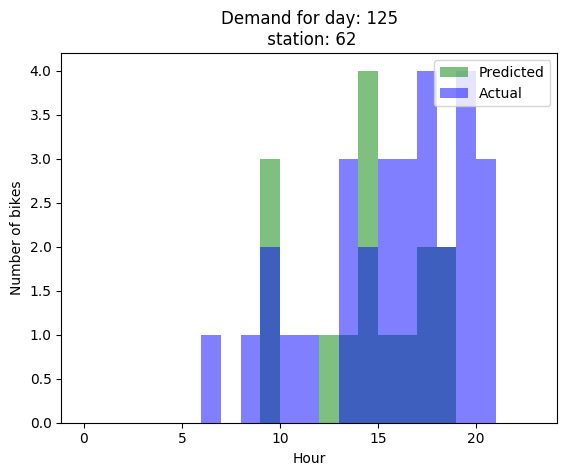 Demand for day: 125
station: 62
Predicted
Actual
Number of bikes
4.0
3.5
3.0
2.5
2.0
1.5
1.0
0.5
0.0
0 5 10 15 20
Hour